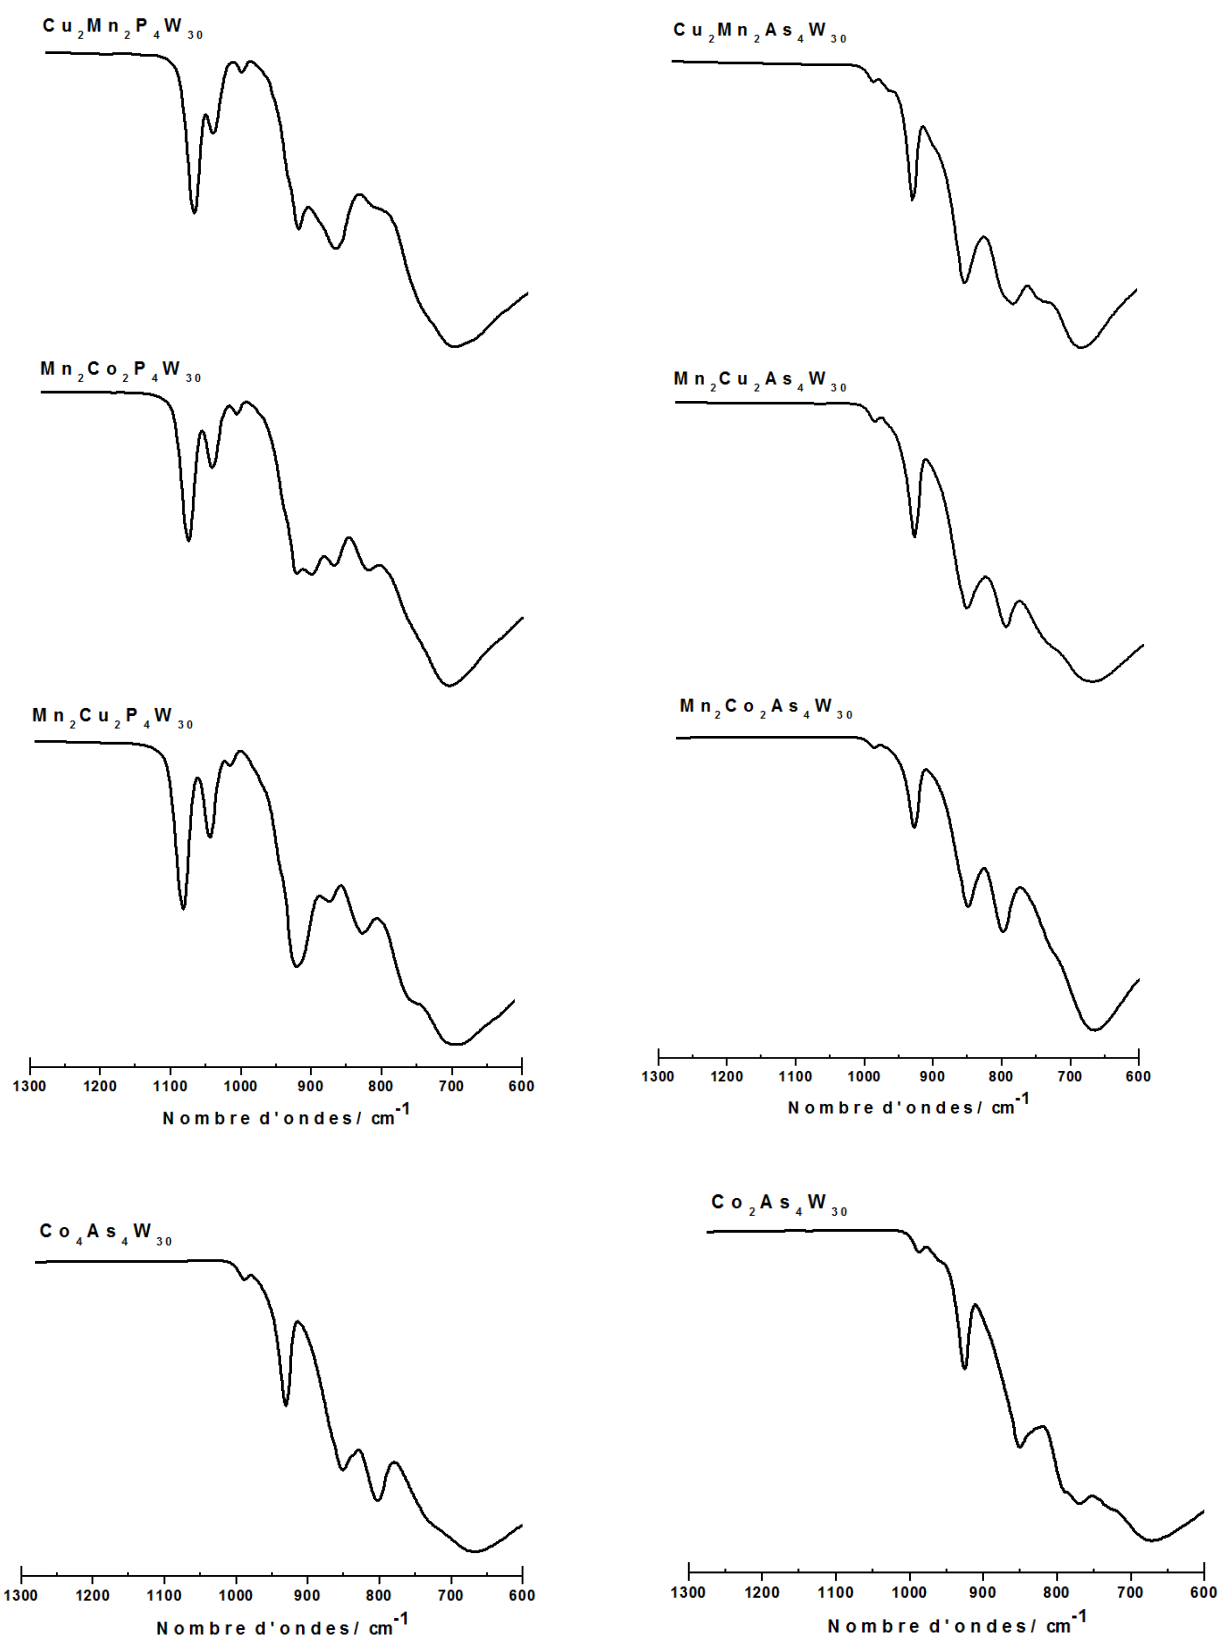 Cu₂Mn₂P₄W₃₀
Cu₂Mn₂As₄W₃₀
Mn₂Co₂P₄W₃₀
Mn₂Cu₂As₄W₃₀
Mn₂Cu₂P₄W₃₀
Mn₂Co₂As₄W₃₀
1300 1200 1100 1000 900 800 700 600
Nombre d'ondes/ cm⁻¹
1300 1200 1100 1000 900 800 700 600
Nombre d'ondes/ cm⁻¹
Co₄As₄W₃₀
Co₂As₄W₃₀
1300 1200 1100 1000 900 800 700 600
Nombre d'ondes/ cm⁻¹
1300 1200 1100 1000 900 800 700 600
Nombre d'ondes/ cm⁻¹